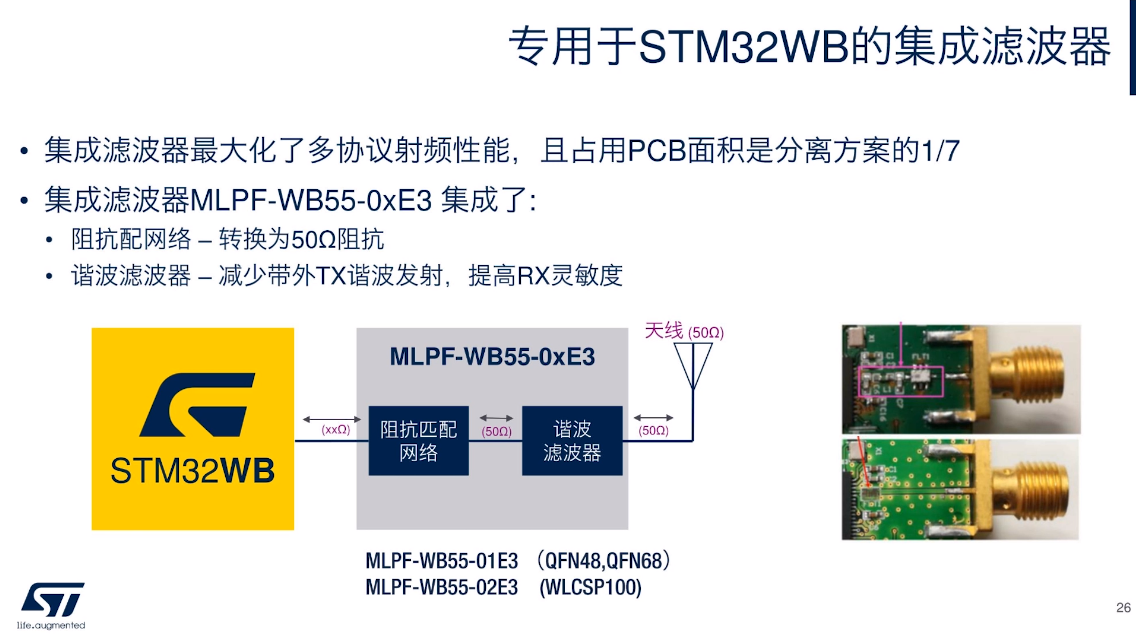 专用于STM32WB的集成滤波器
• 集成滤波器最大化了多协议射频性能，且占用PCB面积是分离方案的1/7
• 集成滤波器MLPF-WB55-0xE3 集成了:
• 阻抗配网络 – 转换为50Ω阻抗
• 谐波滤波器 – 减少带外TX谐波发射，提高RX灵敏度
天线 (50Ω)
MLPF-WB55-0xE3
(xxΩ)
阻抗匹配
网络
(50Ω)
谐波
滤波器
(50Ω)
STM32WB
MLPF-WB55-01E3 （QFN48,QFN68）
MLPF-WB55-02E3 (WLCSP100)
ST
life.augmented
26